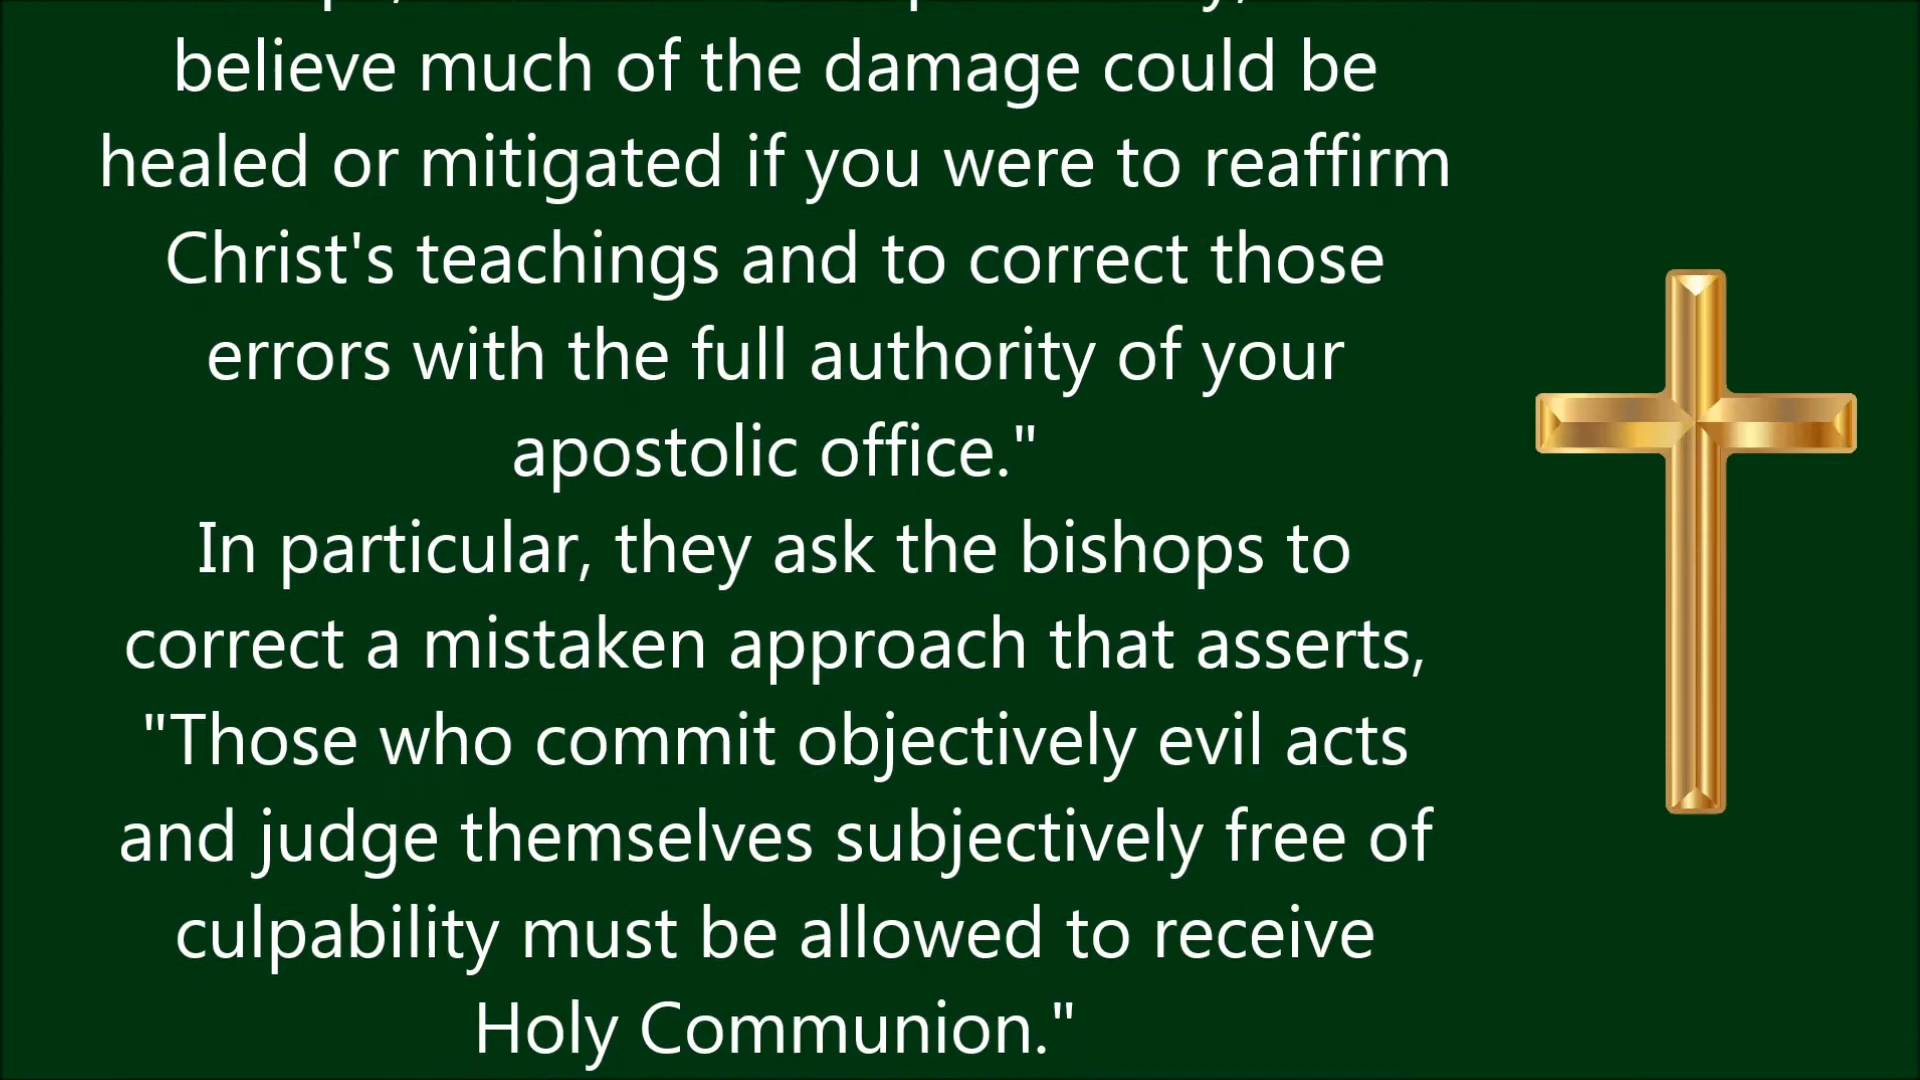 believe much of the damage could be
healed or mitigated if you were to reaffirm
Christ's teachings and to correct those
errors with the full authority of your
apostolic office."
In particular, they ask the bishops to
correct a mistaken approach that asserts,
"Those who commit objectively evil acts
and judge themselves subjectively free of
culpability must be allowed to receive
Holy Communion."